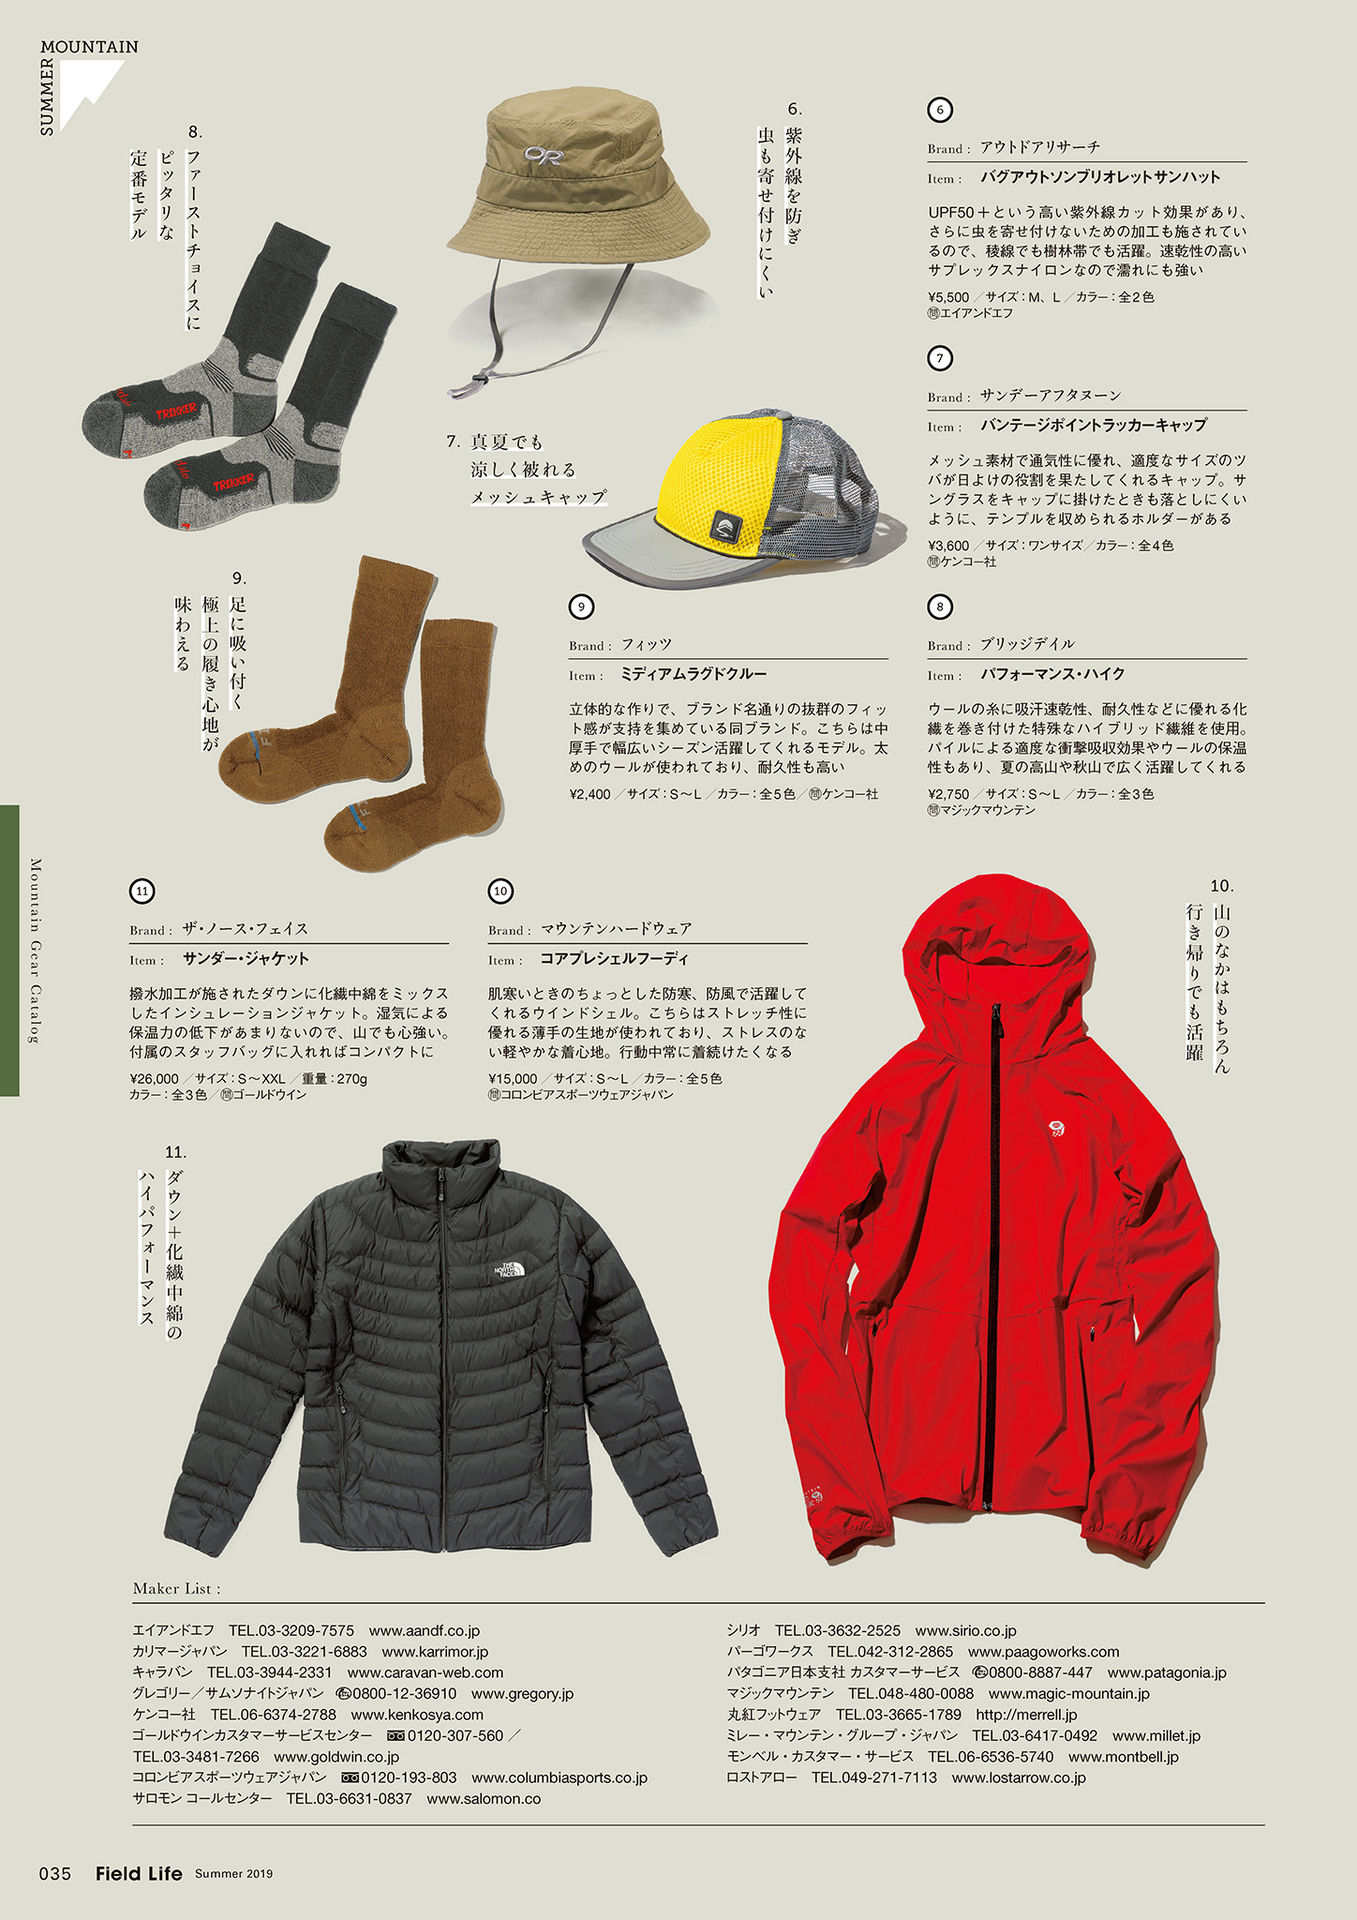 MOUNTAIN
SUMMER
8.
ファーストチョイスに
ピッタリな
定番モデル
TREKKER
TREKKER
OR
6.
紫外線を防ぎ
虫も寄せ付けにくい
6
Brand : アウトドアリサーチ
Item : バグアウトソンブリオレットサンハット
UPF50＋という高い紫外線カット効果があり、
さらに虫を寄せ付けないための加工も施されてい
るので、稜線でも樹林帯でも活躍。速乾性の高い
サプレックスナイロンなので濡れにも強い
¥5,500 ／サイズ：M、L ／カラー：全2色
㉄エイアンドエフ
7. 真夏でも
涼しく被れる
メッシュキャップ
7
Brand : サンデーアフタヌーン
Item : バンテージポイントラッカーキャップ
メッシュ素材で通気性に優れ、適度なサイズのツ
バが日よけの役割を果たしてくれるキャップ。サ
ングラスをキャップに掛けたときも落としにくい
ように、テンプルを収められるホルダーがある
¥3,600 ／サイズ：ワンサイズ／カラー：全4色
㉄ケンコー社
9.
足に吸い付く
極上の履き心地が
味わえる
9
Brand : フィッツ
Item : ミディアムラグドクルー
立体的な作りで、ブランド名通りの抜群のフィッ
ト感が支持を集めている同ブランド。こちらは中
厚手で幅広いシーズン活躍してくれるモデル。太
めのウールが使われており、耐久性も高い
¥2,400 ／サイズ：S〜L ／カラー：全5色／㉄ケンコー社
8
Brand : ブリッジデイル
Item : パフォーマンス・ハイク
ウールの糸に吸汗速乾性、耐久性などに優れる化
繊を巻き付けた特殊なハイブリッド繊維を使用。
パイルによる適度な衝撃吸収効果やウールの保温
性もあり、夏の高山や秋山で広く活躍してくれる
¥2,750 ／サイズ：S〜L ／カラー：全3色
㉄マジックマウンテン
Mountain Gear Catalog
11
Brand : ザ・ノース・フェイス
Item : サンダー・ジャケット
撥水加工が施されたダウンに化繊中綿をミックス
したインシュレーションジャケット。湿気による
保温力の低下があまりないので、山でも心強い。
付属のスタッフバッグに入れればコンパクトに
¥26,000 ／サイズ：S〜XXL ／重量：270g
カラー：全3色／㉄ゴールドウイン
10
Brand : マウンテンハードウェア
Item : コアプレシェルフーディ
肌寒いときのちょっとした防寒、防風で活躍して
くれるウインドシェル。こちらはストレッチ性に
優れる薄手の生地が使われており、ストレスのな
い軽やかな着心地。行動中常に着続けたくなる
¥15,000 ／サイズ：S〜L ／カラー：全5色
㉄コロンビアスポーツウェアジャパン
10.
山のなかはもちろん
行き帰りでも活躍
11.
ダウン＋化繊中綿の
ハイパフォーマンス
THE
NORTH
FACE
Maker List :
エイアンドエフ　TEL.03-3209-7575　www.aandf.co.jp
カリマージャパン　TEL.03-3221-6883　www.karrimor.jp
キャラバン　TEL.03-3944-2331　www.caravan-web.com
グレゴリー／サムソナイトジャパン　0800-12-36910　www.gregory.jp
ケンコー社　TEL.06-6374-2788　www.kenkosya.com
ゴールドウインカスタマーサービスセンター　0120-307-560 ／
TEL.03-3481-7266　www.goldwin.co.jp
コロンビアスポーツウェアジャパン　0120-193-803　www.columbiasports.co.jp
サロモン コールセンター　TEL.03-6631-0837　www.salomon.co
シリオ　TEL.03-3632-2525　www.sirio.co.jp
パーゴワークス　TEL.042-312-2865　www.paagoworks.com
パタゴニア日本支社 カスタマーサービス　0800-8887-447　www.patagonia.jp
マジックマウンテン　TEL.048-480-0088　www.magic-mountain.jp
丸紅フットウェア　TEL.03-3665-1789　http://merrell.jp
ミレー・マウンテン・グループ・ジャパン　TEL.03-6417-0492　www.millet.jp
モンベル・カスタマー・サービス　TEL.06-6536-5740　www.montbell.jp
ロストアロー　TEL.049-271-7113　www.lostarrow.co.jp
035 Field Life Summer 2019